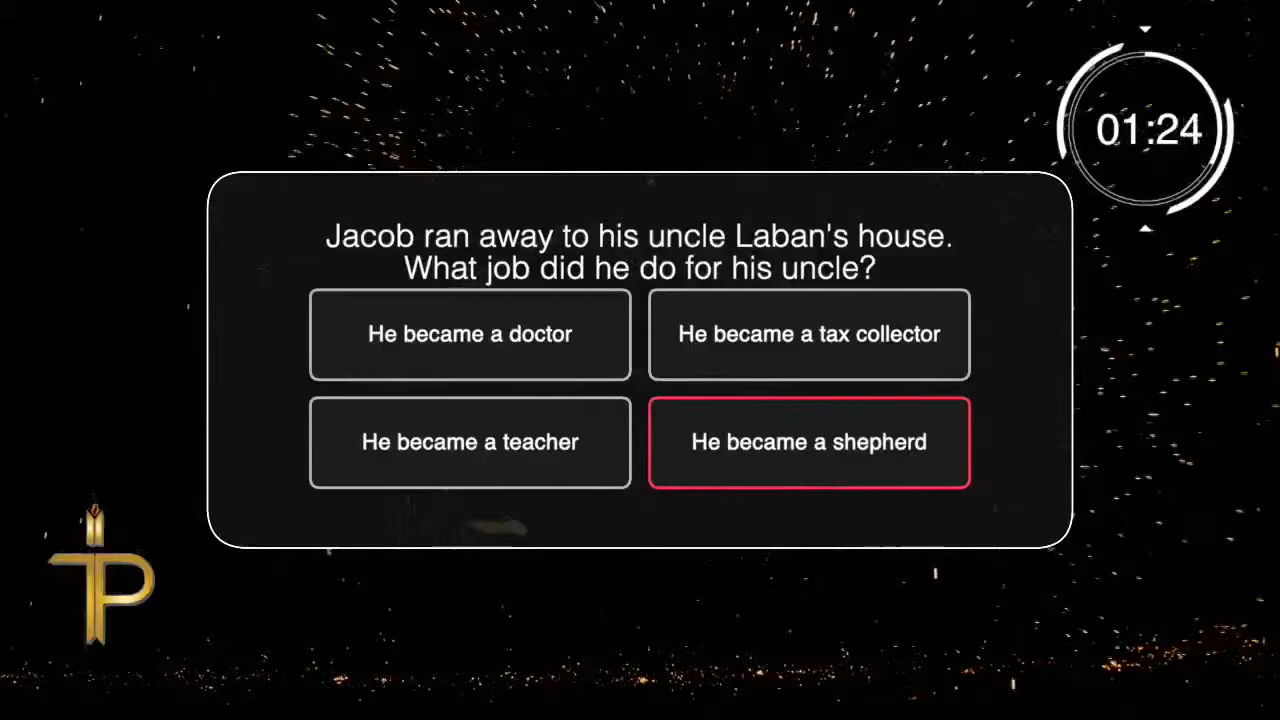 01:24
Jacob ran away to his uncle Laban's house.
What job did he do for his uncle?
He became a doctor
He became a tax collector
He became a teacher
He became a shepherd
TP